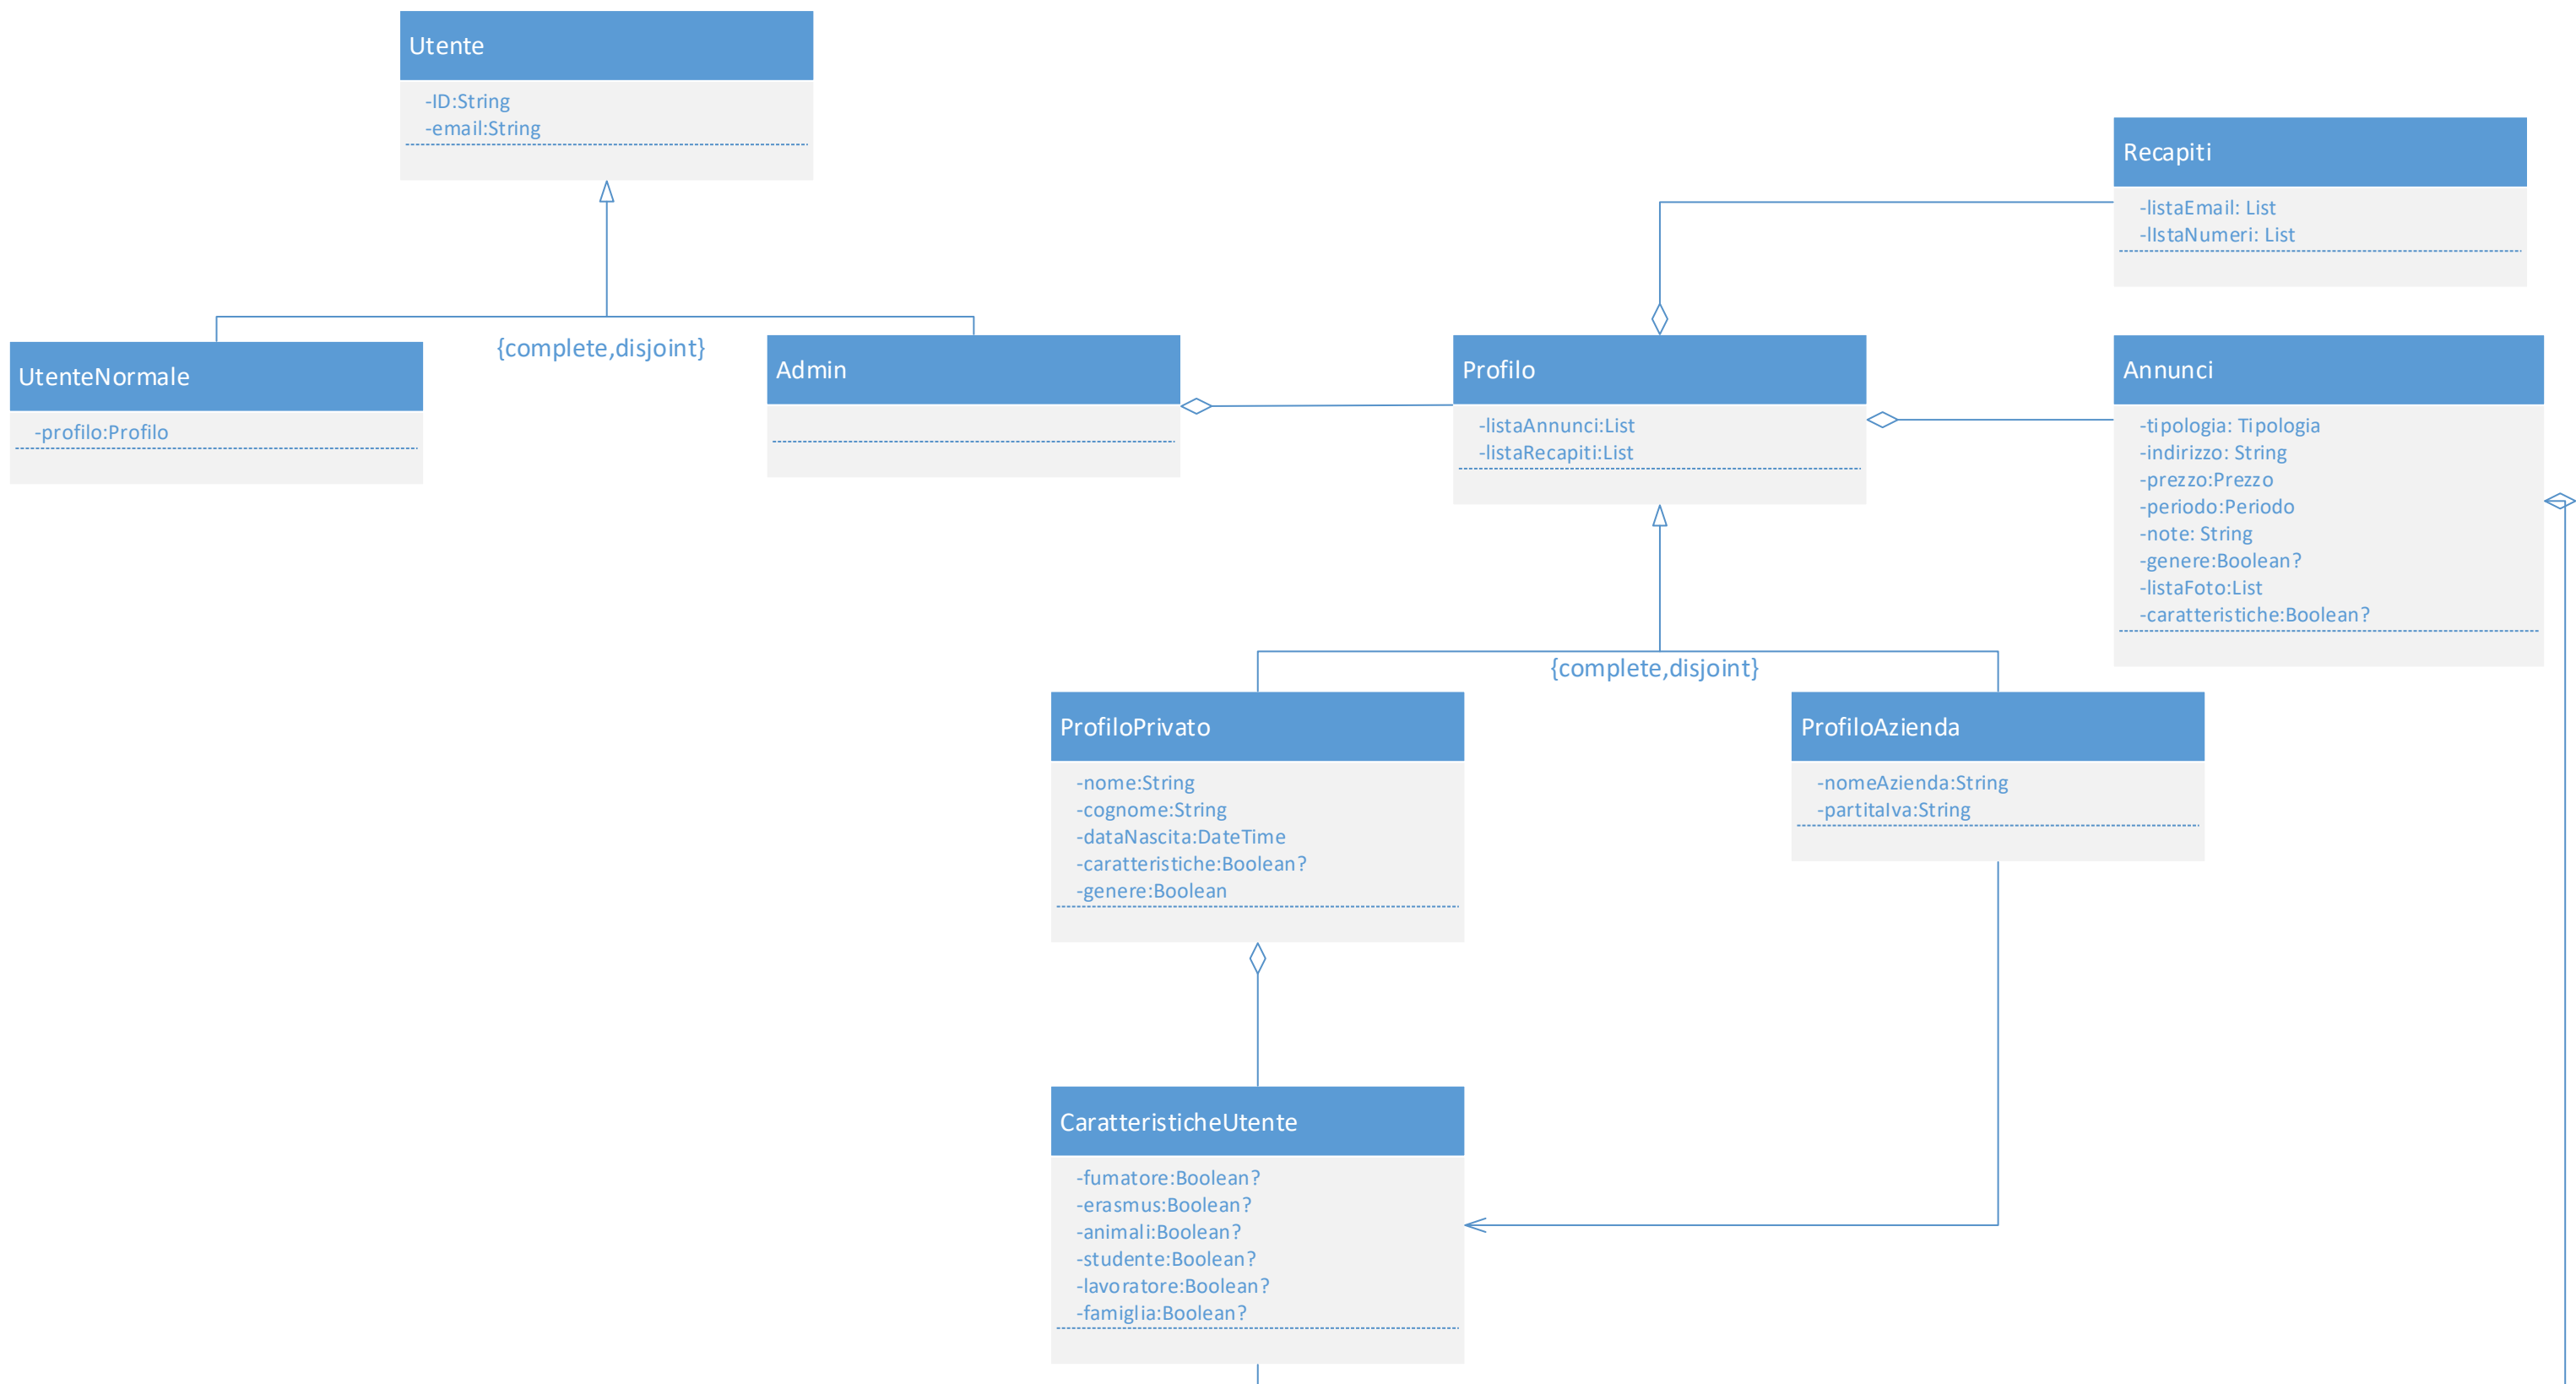 Utente
-ID:String
-email:String
{complete,disjoint}
UtenteNormale
-profilo:Profilo
Admin
Profilo
-listaAnnunci:List
-listaRecapiti:List
Recapiti
-listaEmail: List
-lIstaNumeri: List
Annunci
-tipologia: Tipologia
-indirizzo: String
-prezzo:Prezzo
-periodo:Periodo
-note: String
-genere:Boolean?
-listaFoto:List
-caratteristiche:Boolean?
{complete,disjoint}
ProfiloPrivato
-nome:String
-cognome:String
-dataNascita:DateTime
-caratteristiche:Boolean?
-genere:Boolean
ProfiloAzienda
-nomeAzienda:String
-partitaIva:String
CaratteristicheUtente
-fumatore:Boolean?
-erasmus:Boolean?
-animali:Boolean?
-studente:Boolean?
-lavoratore:Boolean?
-famiglia:Boolean?